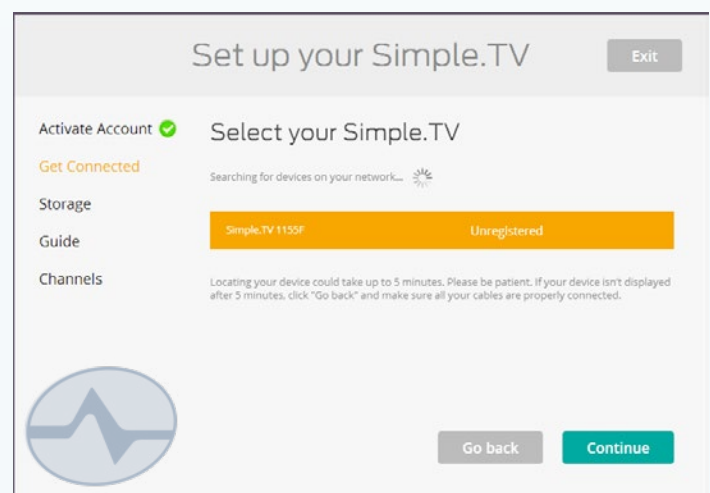 Set up your Simple.TV
Exit
Activate Account
Get Connected
Storage
Guide
Channels
Select your Simple.TV
Searching for devices on your network...
Simple.TV 1155F Unregistered
Locating your device could take up to 5 minutes. Please be patient. If your device isn't displayed
after 5 minutes, click "Go back" and make sure all your cables are properly connected.
Go back
Continue